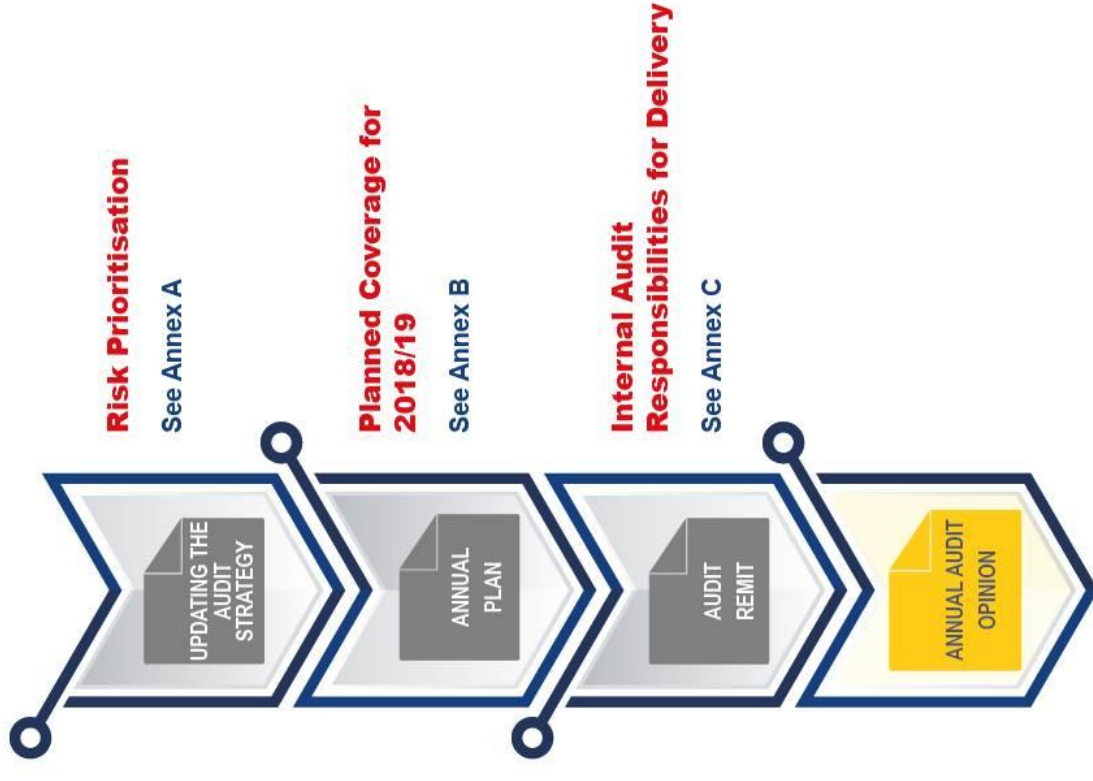 UPDATING THE
AUDIT
STRATEGY
Risk Prioritisation
See Annex A
ANNUAL
PLAN
Planned Coverage for
2018/19
See Annex B
AUDIT
REMIT
Internal Audit
Responsibilities for Delivery
See Annex C
ANNUAL AUDIT
OPINION